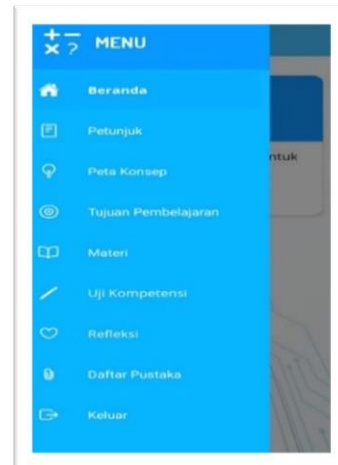 MENU
Beranda
Petunjuk
ntuk
Peta Konsep
Tujuan Pembelajaran
Materi
Uji Kompetensi
Refleksi
Daftar Pustaka
Keluar